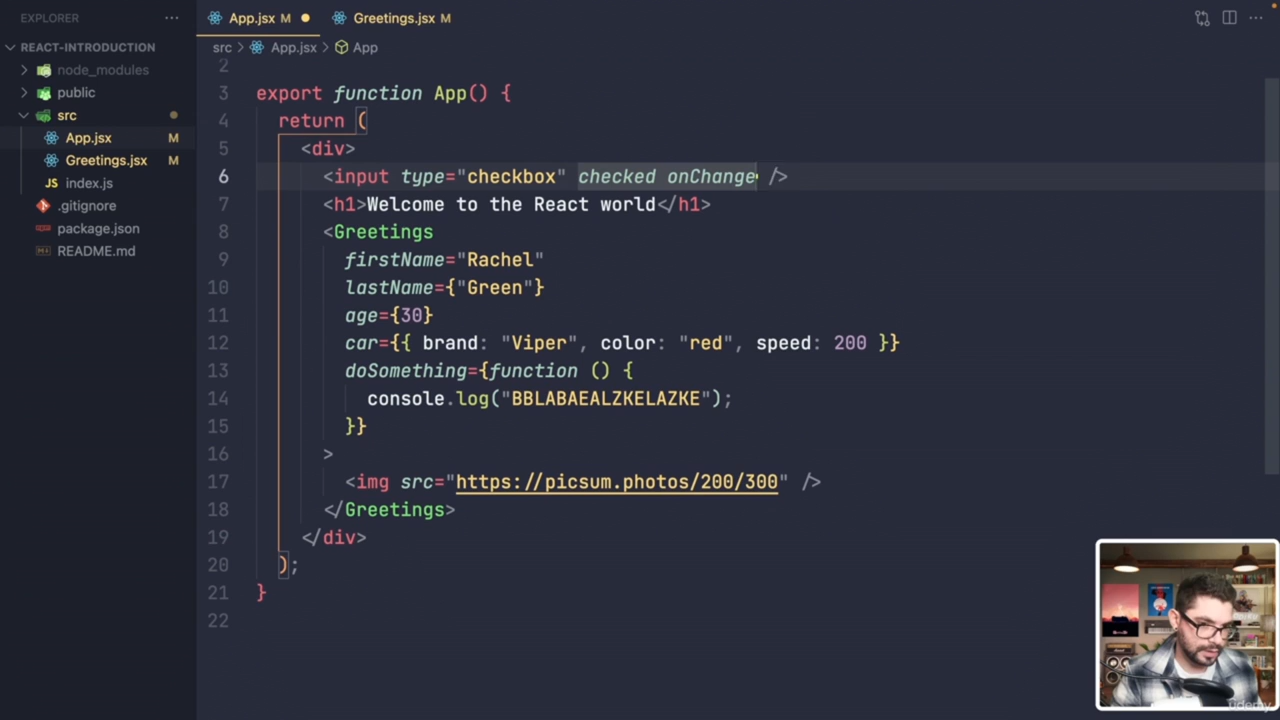 EXPLORER
App.jsx M
Greetings.jsx M
REACT-INTRODUCTION
src > App.jsx > App
node_modules
public
src
App.jsx M
Greetings.jsx M
index.js
.gitignore
package.json
README.md
2
3 export function App() {
4 return (
5 <div>
6 <input type="checkbox" checked onChange />
7 <h1>Welcome to the React world</h1>
8 <Greetings
9 firstName="Rachel"
10 lastName={"Green"}
11 age={30}
12 car={{ brand: "Viper", color: "red", speed: 200 }}
13 doSomething={function () {
14 console.log("BBLABAEALZKELAZKE");
15 }}
16 >
17 <img src="https://picsum.photos/200/300" />
18 </Greetings>
19 </div>
20 );
21 }
22
udemy